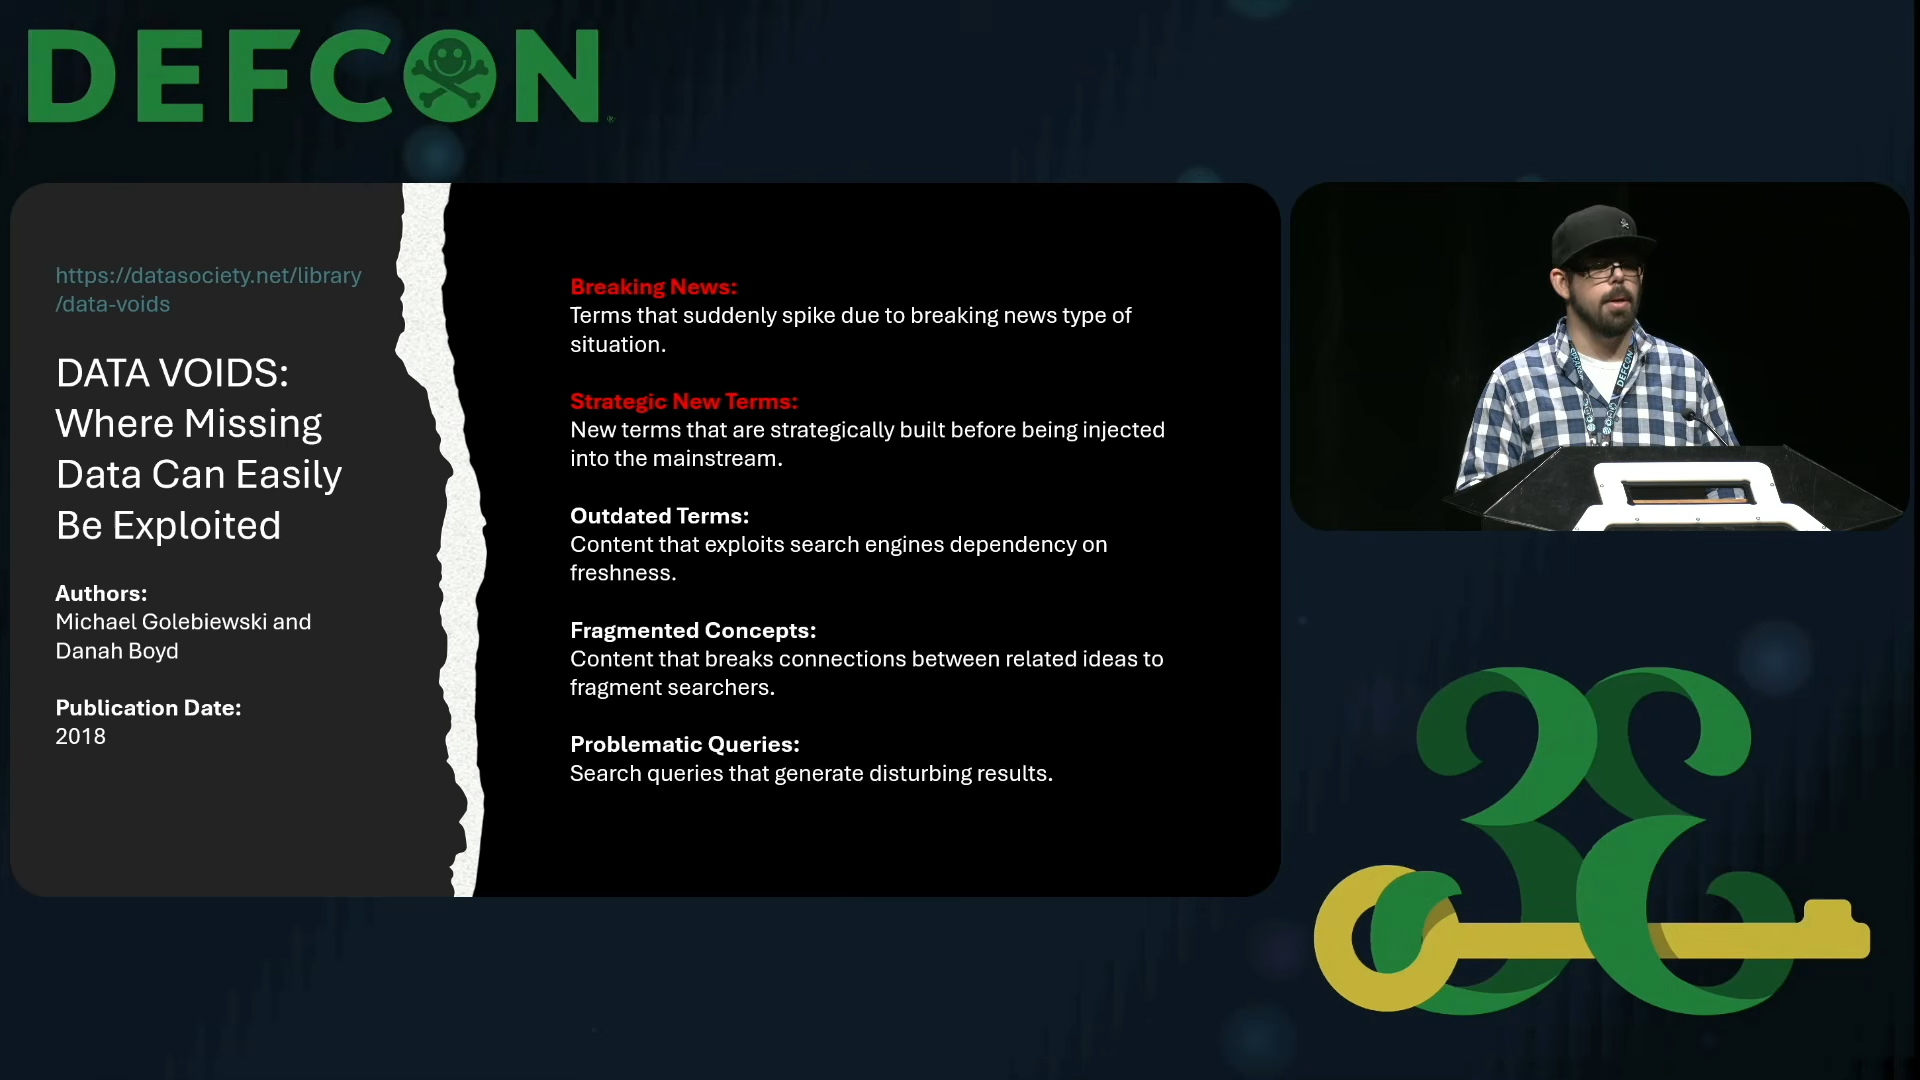 DEFCON
https://datasociety.net/library
/data-voids
DATA VOIDS:
Where Missing
Data Can Easily
Be Exploited
Authors:
Michael Golebiewski and
Danah Boyd
Publication Date:
2018
Breaking News:
Terms that suddenly spike due to breaking news type of
situation.
Strategic New Terms:
New terms that are strategically built before being injected
into the mainstream.
Outdated Terms:
Content that exploits search engines dependency on
freshness.
Fragmented Concepts:
Content that breaks connections between related ideas to
fragment searchers.
Problematic Queries:
Search queries that generate disturbing results.
DEFCON